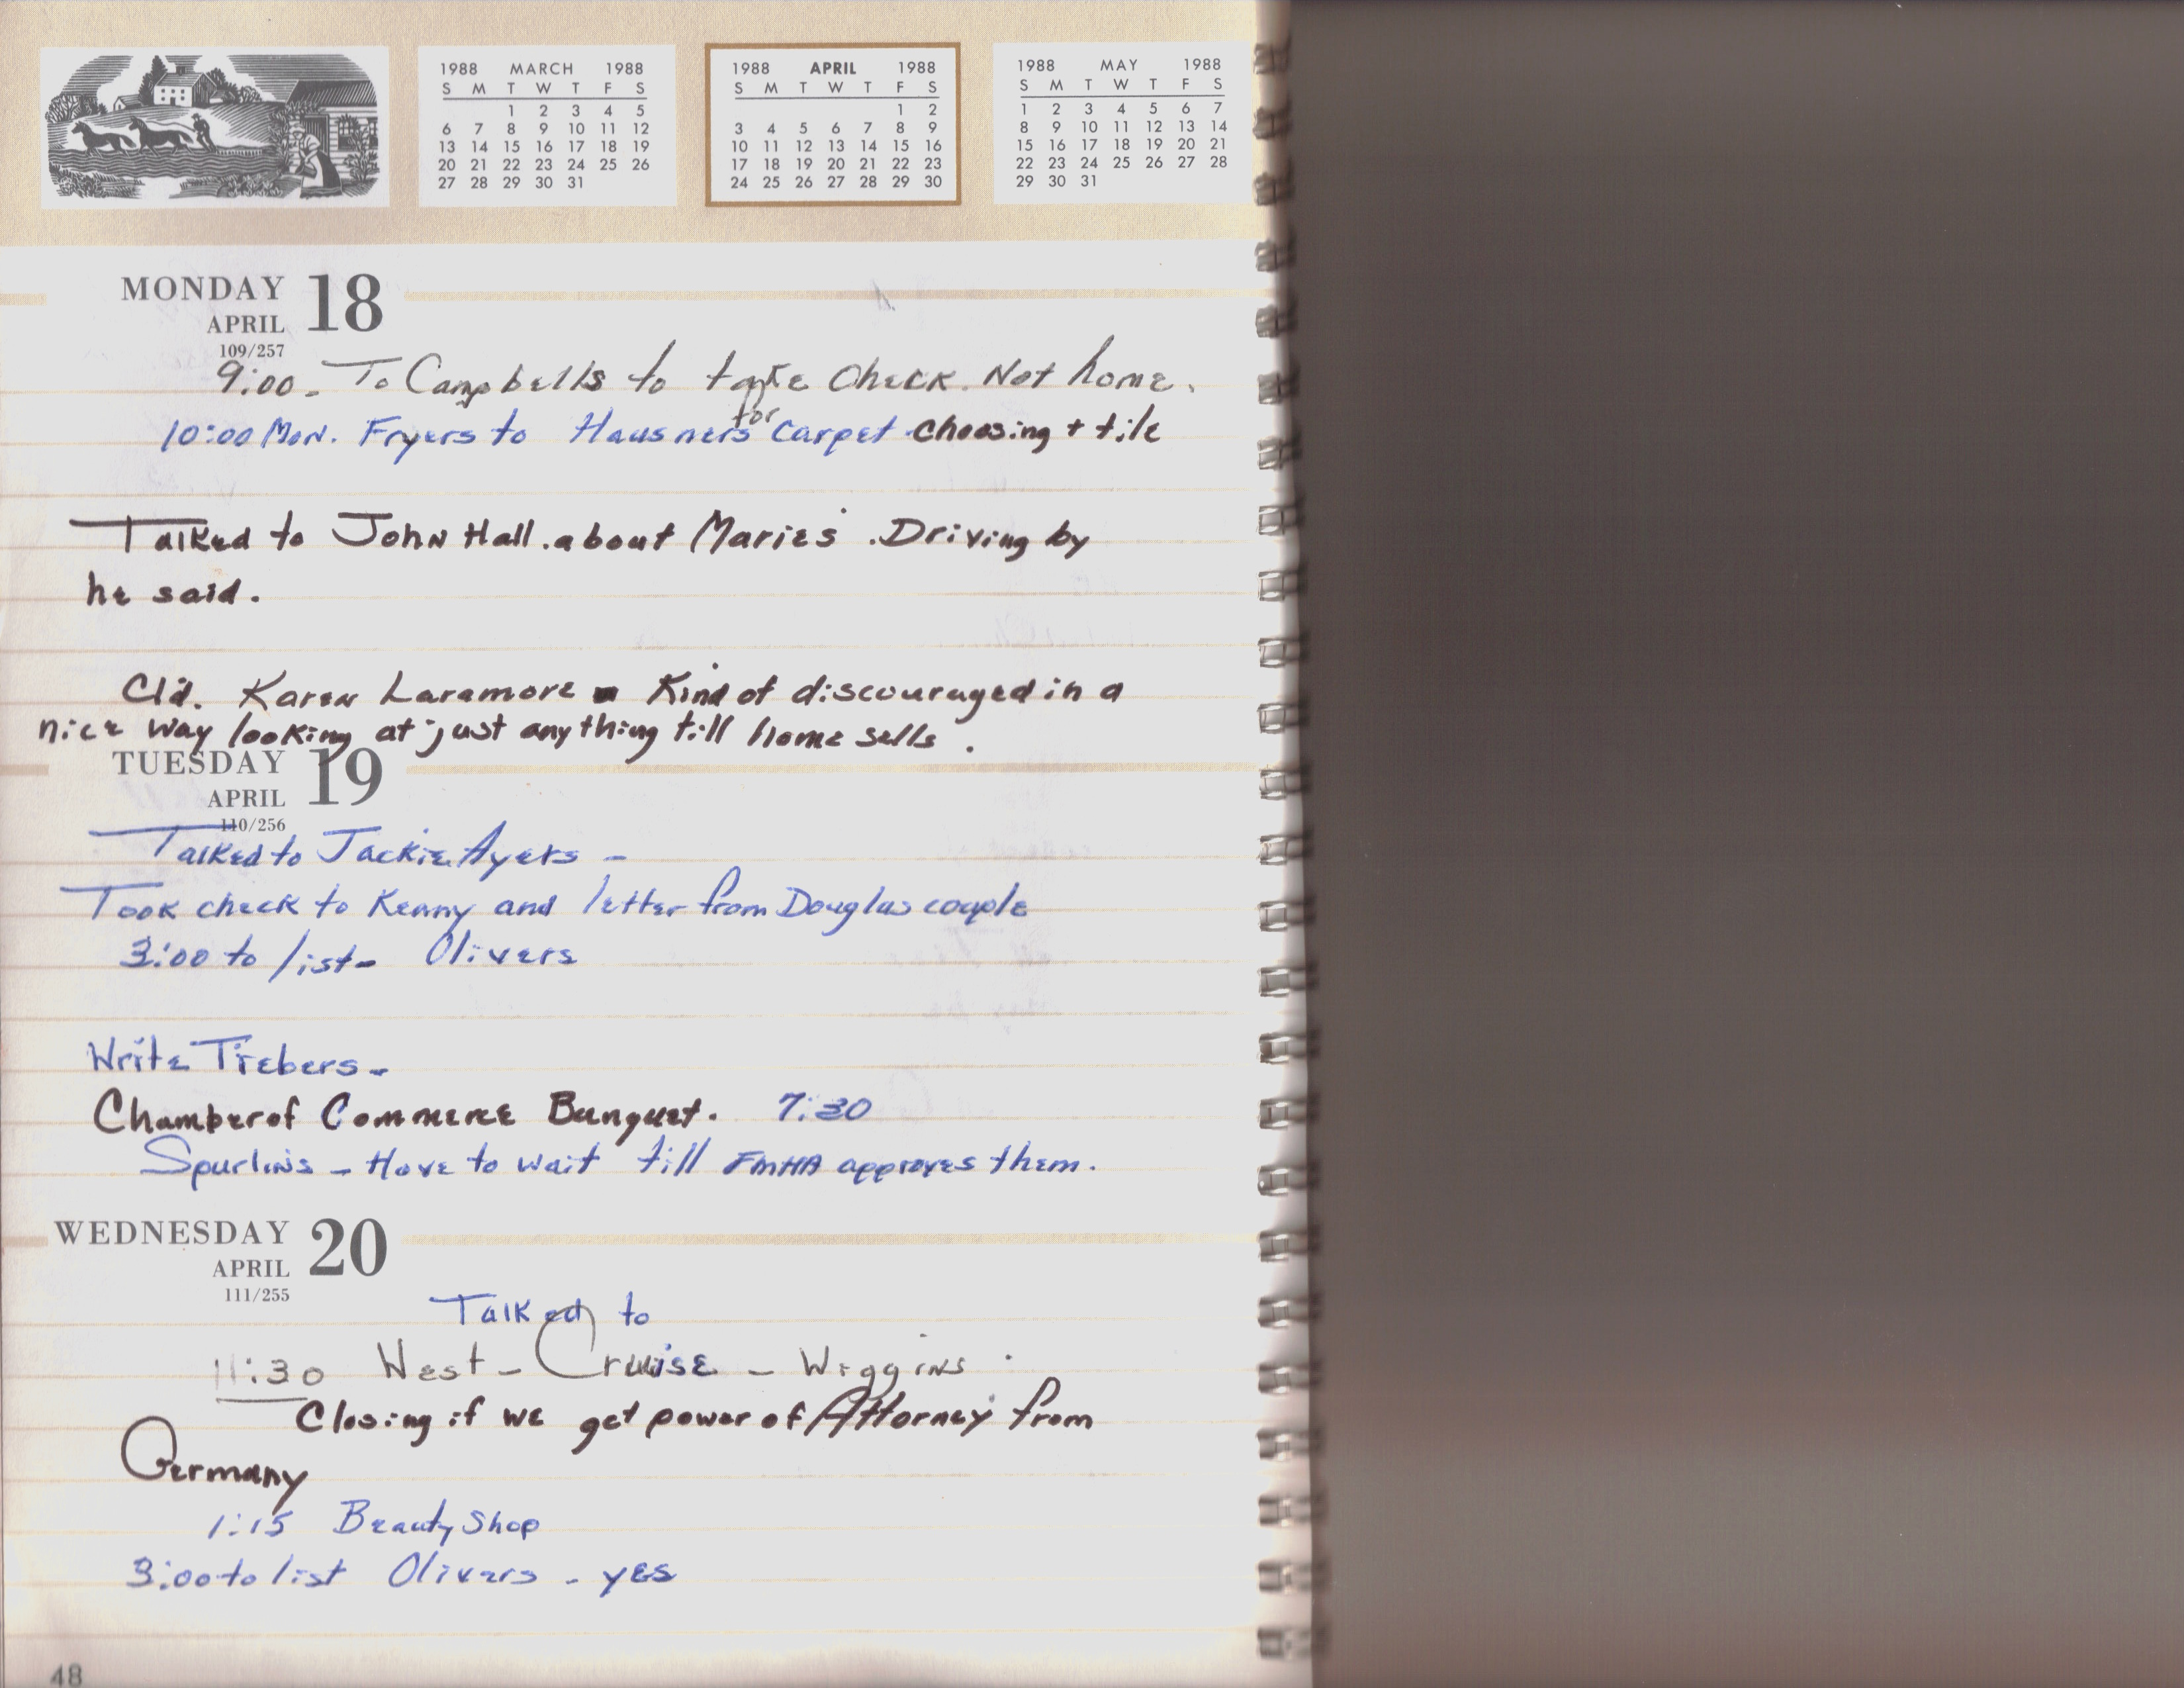 1988 MARCH 1988
S M T W T F S
1 2 3 4 5
6 7 8 9 10 11 12
13 14 15 16 17 18 19
20 21 22 23 24 25 26
27 28 29 30 31
1988 APRIL 1988
S M T W T F S
1 2
3 4 5 6 7 8 9
10 11 12 13 14 15 16
17 18 19 20 21 22 23
24 25 26 27 28 29 30
1988 MAY 1988
S M T W T F S
1 2 3 4 5 6 7
8 9 10 11 12 13 14
15 16 17 18 19 20 21
22 23 24 25 26 27 28
29 30 31
MONDAY 18
APRIL
109/257
9:00 - To Campbells to take Check. Not home.
for
10:00 Mon. Fryers to Hausners carpet choosing + tile
Talked to John Hall. about Maries. Driving by
he said.
Cld. Karen Laramore - Kind of discouraged in a
nice way looking at just anything till home sells.
TUESDAY 19
APRIL
110/256
Talked to Jackie Ayers -
Took check to Kenny and letter from Douglas couple
3:00 to list - Olivers
Write Trebers -
Chamber of Commerce Banquet. 7:30
Spurlins - Have to wait till FMHA approves them.
WEDNESDAY 20
APRIL
111/255
Talked to
11:30 West - Cruise - Wiggins
Closing if we get power of Attorney from
Germany
1:15 Beauty Shop
3:00 to list Olivers - yes
48